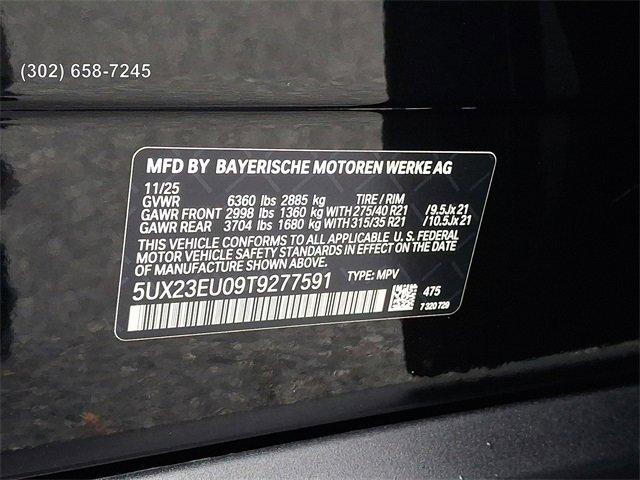 (302) 658-7245
MFD BY BAYERISCHE MOTOREN WERKE AG
11/25
GVWR 6360 lbs 2885 kg TIRE / RIM
GAWR FRONT 2998 lbs 1360 kg WITH 275/40 R21 /9.5Jx21
GAWR REAR 3704 lbs 1680 kg WITH 315/35 R21 /10.5Jx21
THIS VEHICLE CONFORMS TO ALL APPLICABLE U.S. FEDERAL
MOTOR VEHICLE SAFETY STANDARDS IN EFFECT ON THE DATE
OF MANUFACTURE SHOWN ABOVE.
5UX23EU09T9277591 TYPE: MPV
475
7 320 729